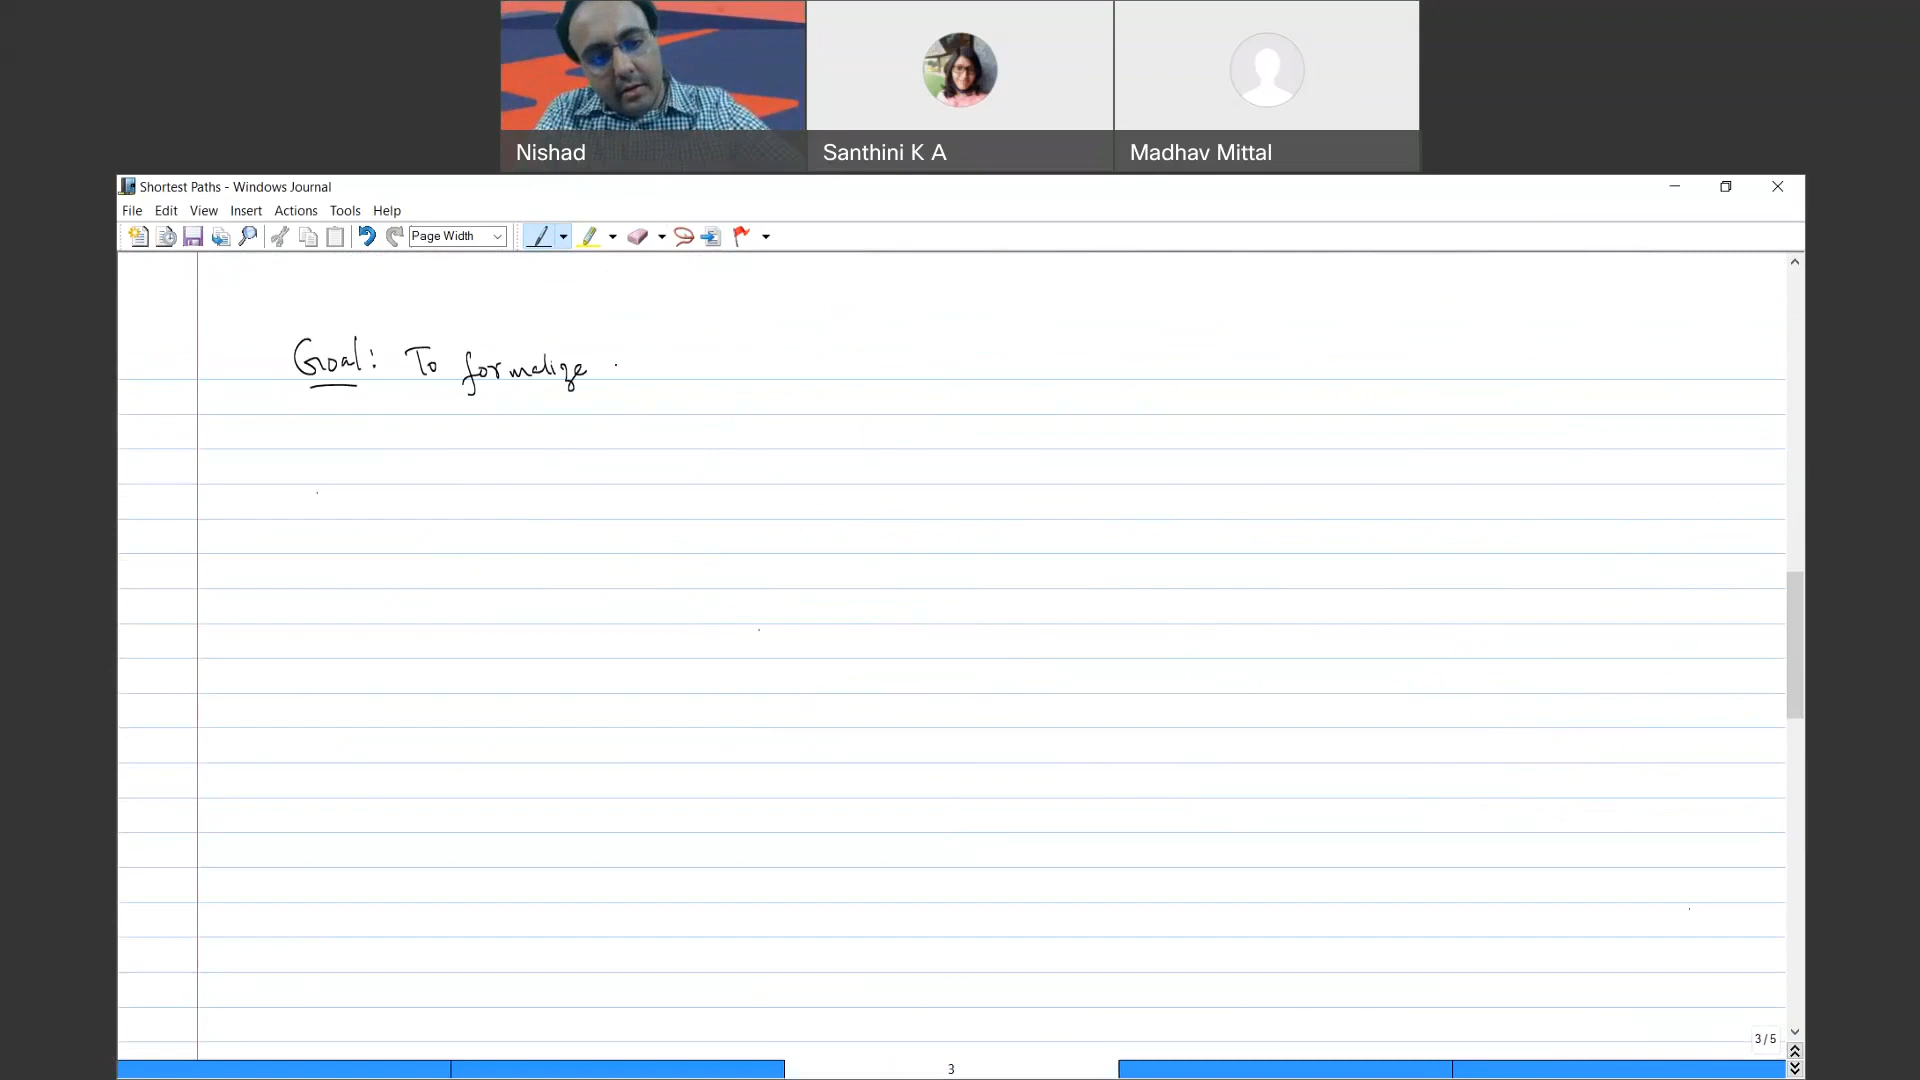 Nishad
Santhini K A
Madhav Mittal
Shortest Paths - Windows Journal
File Edit View Insert Actions Tools Help
Page Width
Goal: To formalize
3 / 5
3